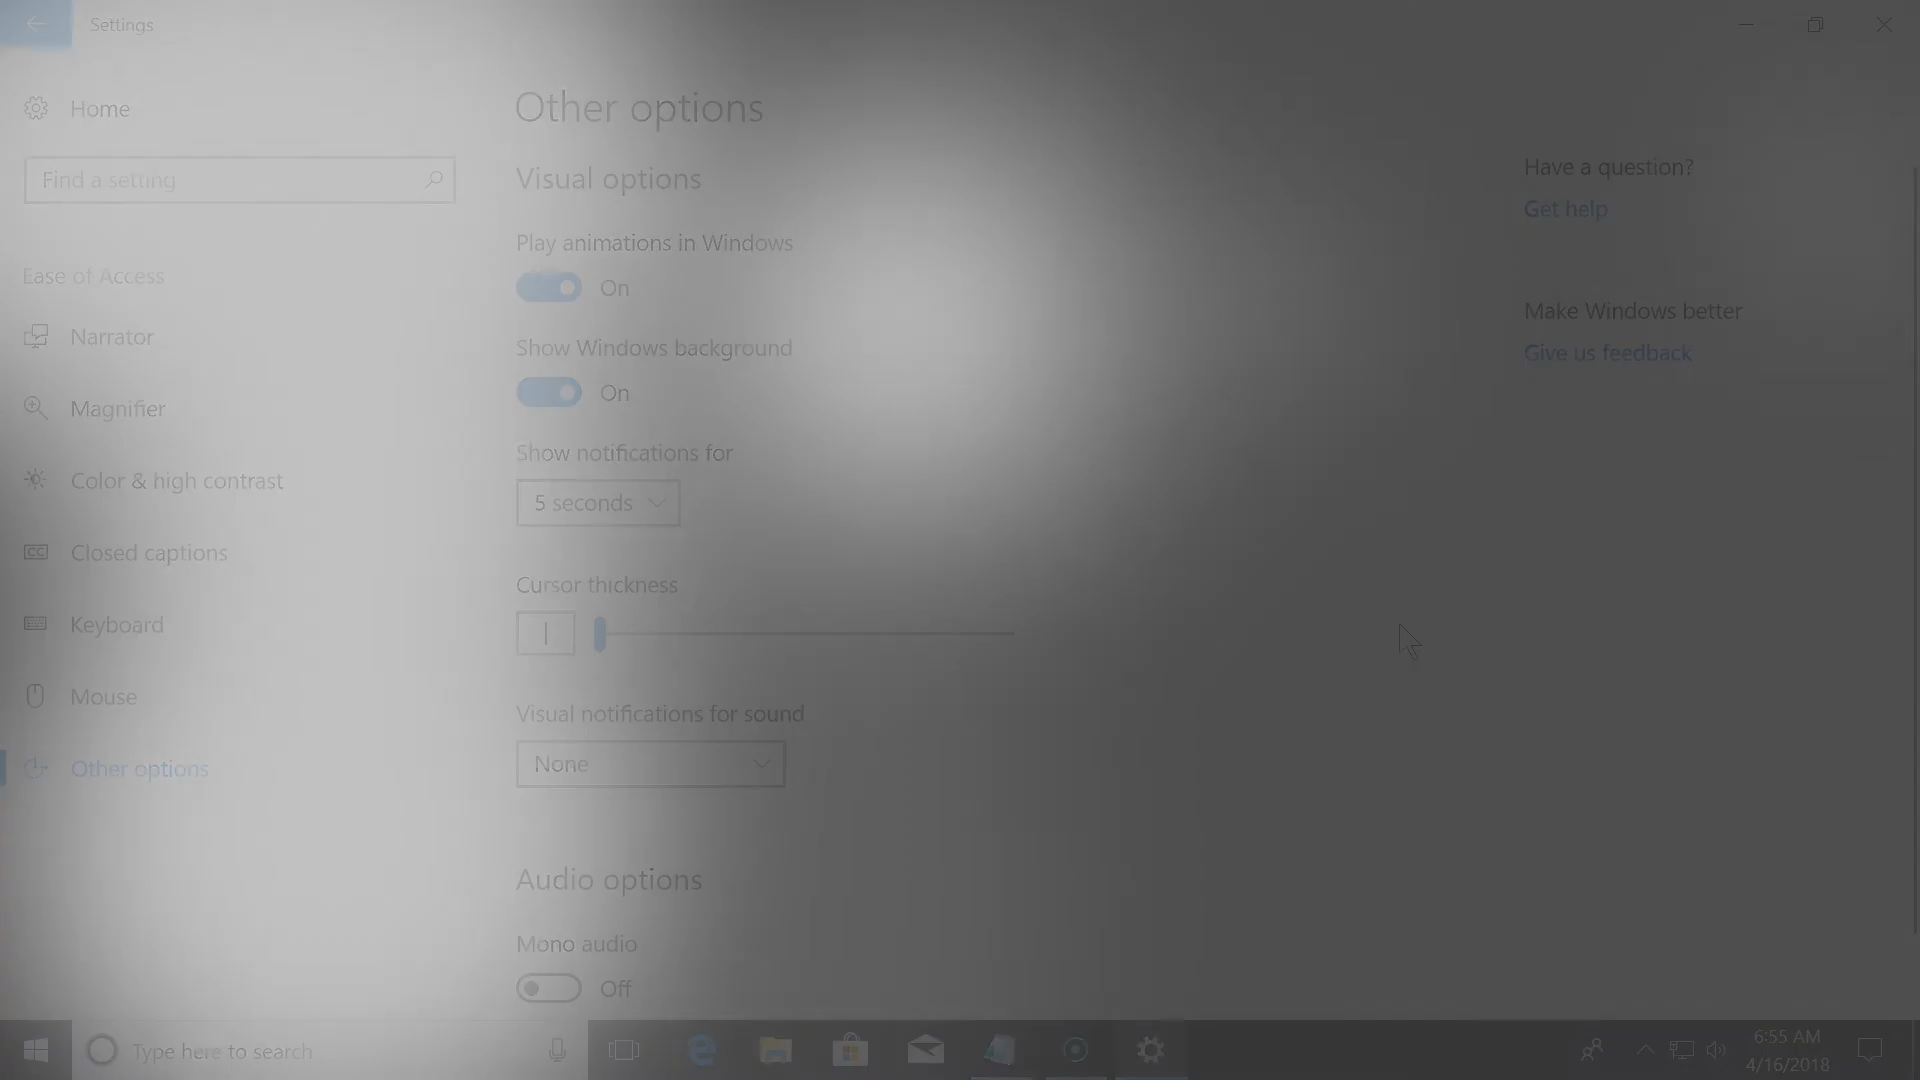 Settings
Home
Find a setting
Ease of Access
Narrator
Magnifier
Color & high contrast
Closed captions
Keyboard
Mouse
Other options
Other options
Visual options
Play animations in Windows
On
Show Windows background
On
Show notifications for
5 seconds
Cursor thickness
Visual notifications for sound
None
Audio options
Mono audio
Off
Have a question?
Get help
Make Windows better
Give us feedback
Type here to search
6:55 AM
4/16/2018